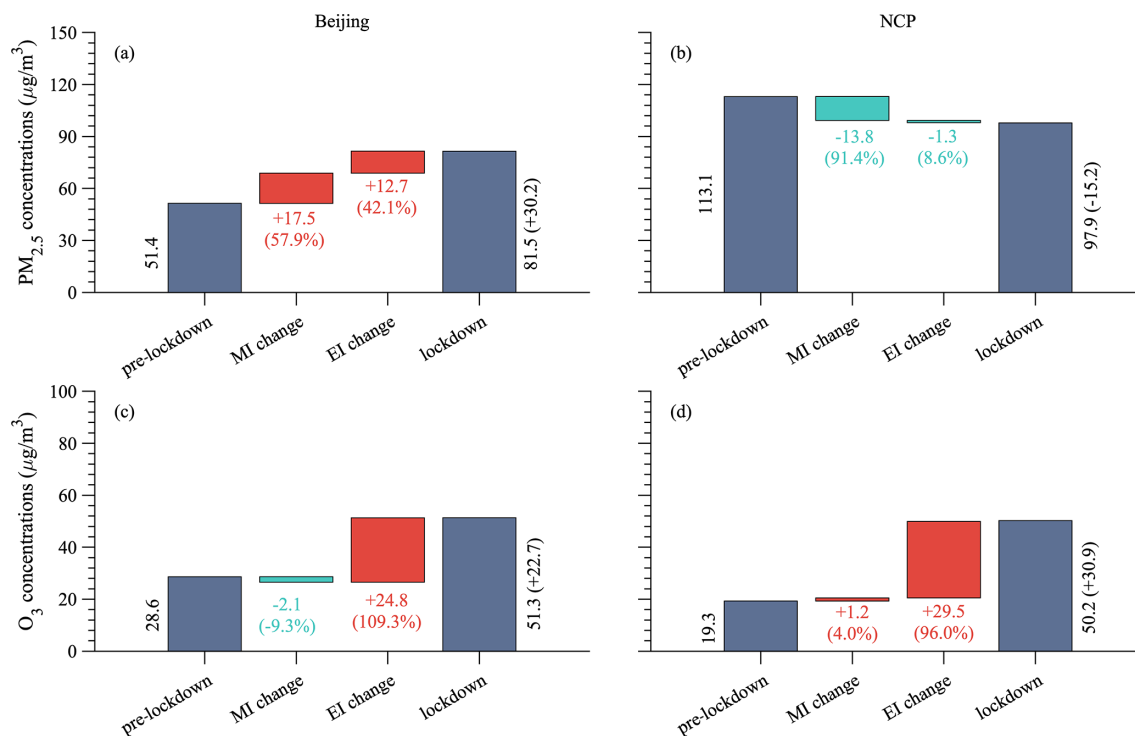 Beijing
NCP
(a)
PM2.5 concentrations (μg/m3)
150
120
90
60
30
0
51.4
+17.5
(57.9%)
+12.7
(42.1%)
81.5 (+30.2)
pre-lockdown
MI change
EI change
lockdown
(b)
113.1
-13.8
(91.4%)
-1.3
(8.6%)
97.9 (-15.2)
pre-lockdown
MI change
EI change
lockdown
(c)
O3 concentrations (μg/m3)
100
80
60
40
20
0
28.6
-2.1
(-9.3%)
+24.8
(109.3%)
51.3 (+22.7)
pre-lockdown
MI change
EI change
lockdown
(d)
19.3
+1.2
(4.0%)
+29.5
(96.0%)
50.2 (+30.9)
pre-lockdown
MI change
EI change
lockdown